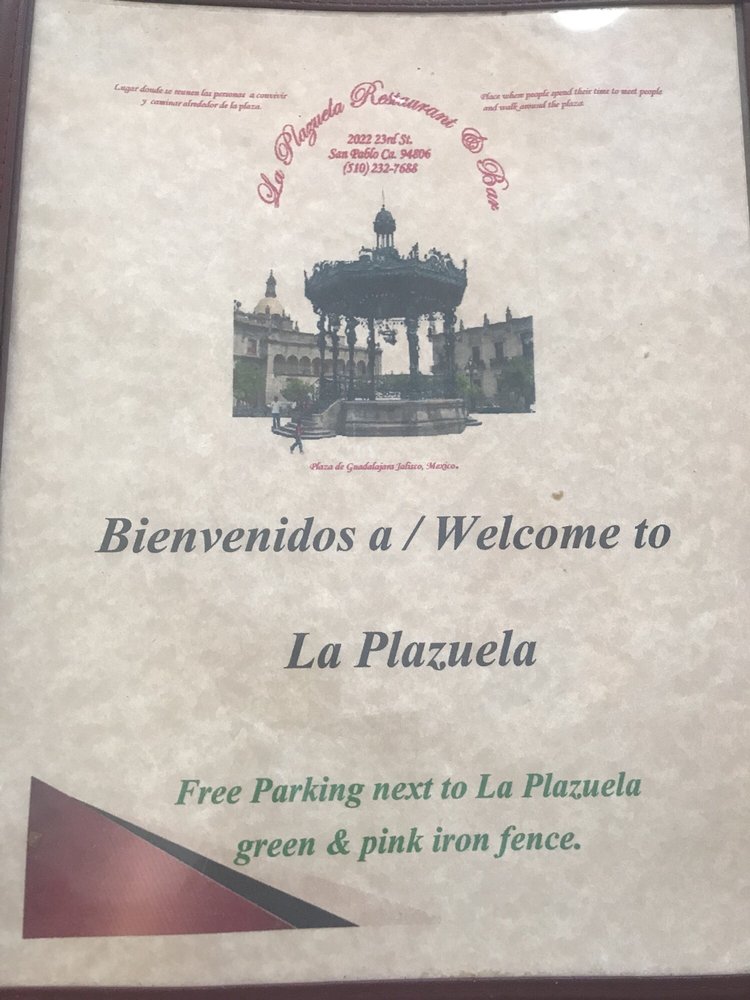 Lugar donde se reunen las personas a convivir
y caminar alrededor de la plaza.
Place where people spend their time to meet people
and walk around the plaza
La Plazuela Restaurant & Bar
2022 23rd St.
San Pablo Ca. 94806
(510) 232-7688
Plaza de Guadalajara Jalisco, Mexico.
Bienvenidos a / Welcome to
La Plazuela
Free Parking next to La Plazuela
green & pink iron fence.